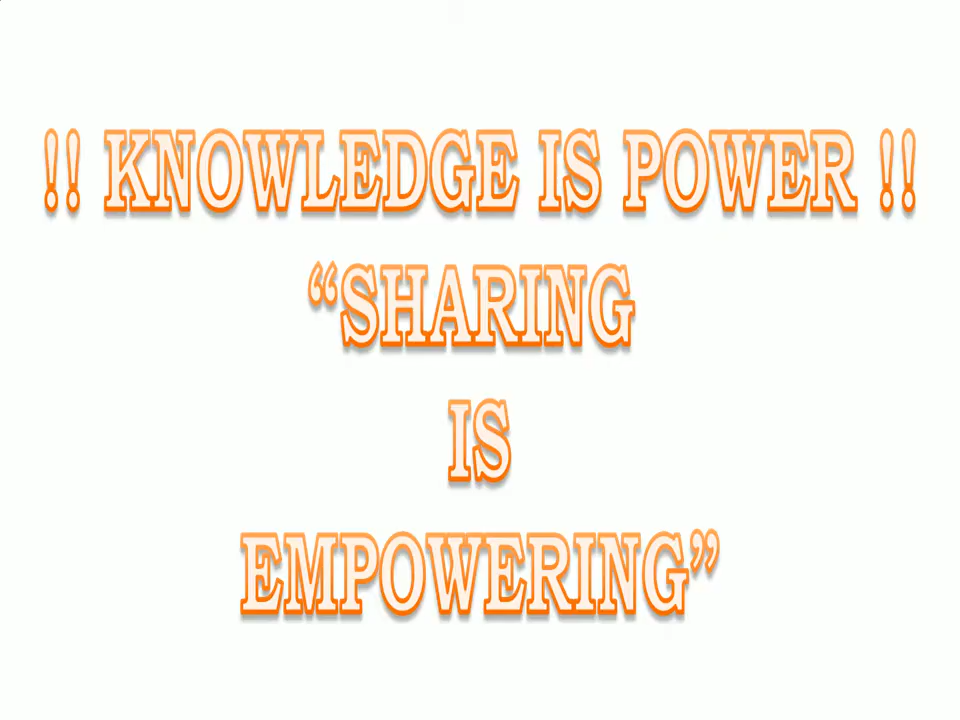 !! KNOWLEDGE IS POWER !!
“SHARING
IS
EMPOWERING”